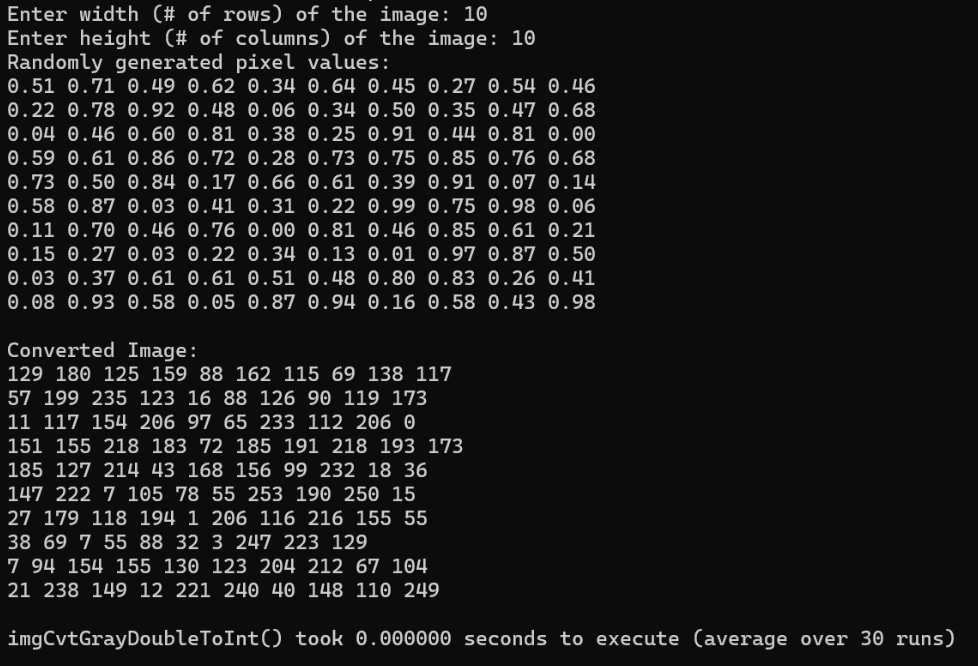 Enter width (# of rows) of the image: 10
Enter height (# of columns) of the image: 10
Randomly generated pixel values:
0.51 0.71 0.49 0.62 0.34 0.64 0.45 0.27 0.54 0.46
0.22 0.78 0.92 0.48 0.06 0.34 0.50 0.35 0.47 0.68
0.04 0.46 0.60 0.81 0.38 0.25 0.91 0.44 0.81 0.00
0.59 0.61 0.86 0.72 0.28 0.73 0.75 0.85 0.76 0.68
0.73 0.50 0.84 0.17 0.66 0.61 0.39 0.91 0.07 0.14
0.58 0.87 0.03 0.41 0.31 0.22 0.99 0.75 0.98 0.06
0.11 0.70 0.46 0.76 0.00 0.81 0.46 0.85 0.61 0.21
0.15 0.27 0.03 0.22 0.34 0.13 0.01 0.97 0.87 0.50
0.03 0.37 0.61 0.61 0.51 0.48 0.80 0.83 0.26 0.41
0.08 0.93 0.58 0.05 0.87 0.94 0.16 0.58 0.43 0.98
Converted Image:
129 180 125 159 88 162 115 69 138 117
57 199 235 123 16 88 126 90 119 173
11 117 154 206 97 65 233 112 206 0
151 155 218 183 72 185 191 218 193 173
185 127 214 43 168 156 99 232 18 36
147 222 7 105 78 55 253 190 250 15
27 179 118 194 1 206 116 216 155 55
38 69 7 55 88 32 3 247 223 129
7 94 154 155 130 123 204 212 67 104
21 238 149 12 221 240 40 148 110 249
imgCvtGrayDoubleToInt() took 0.000000 seconds to execute (average over 30 runs)